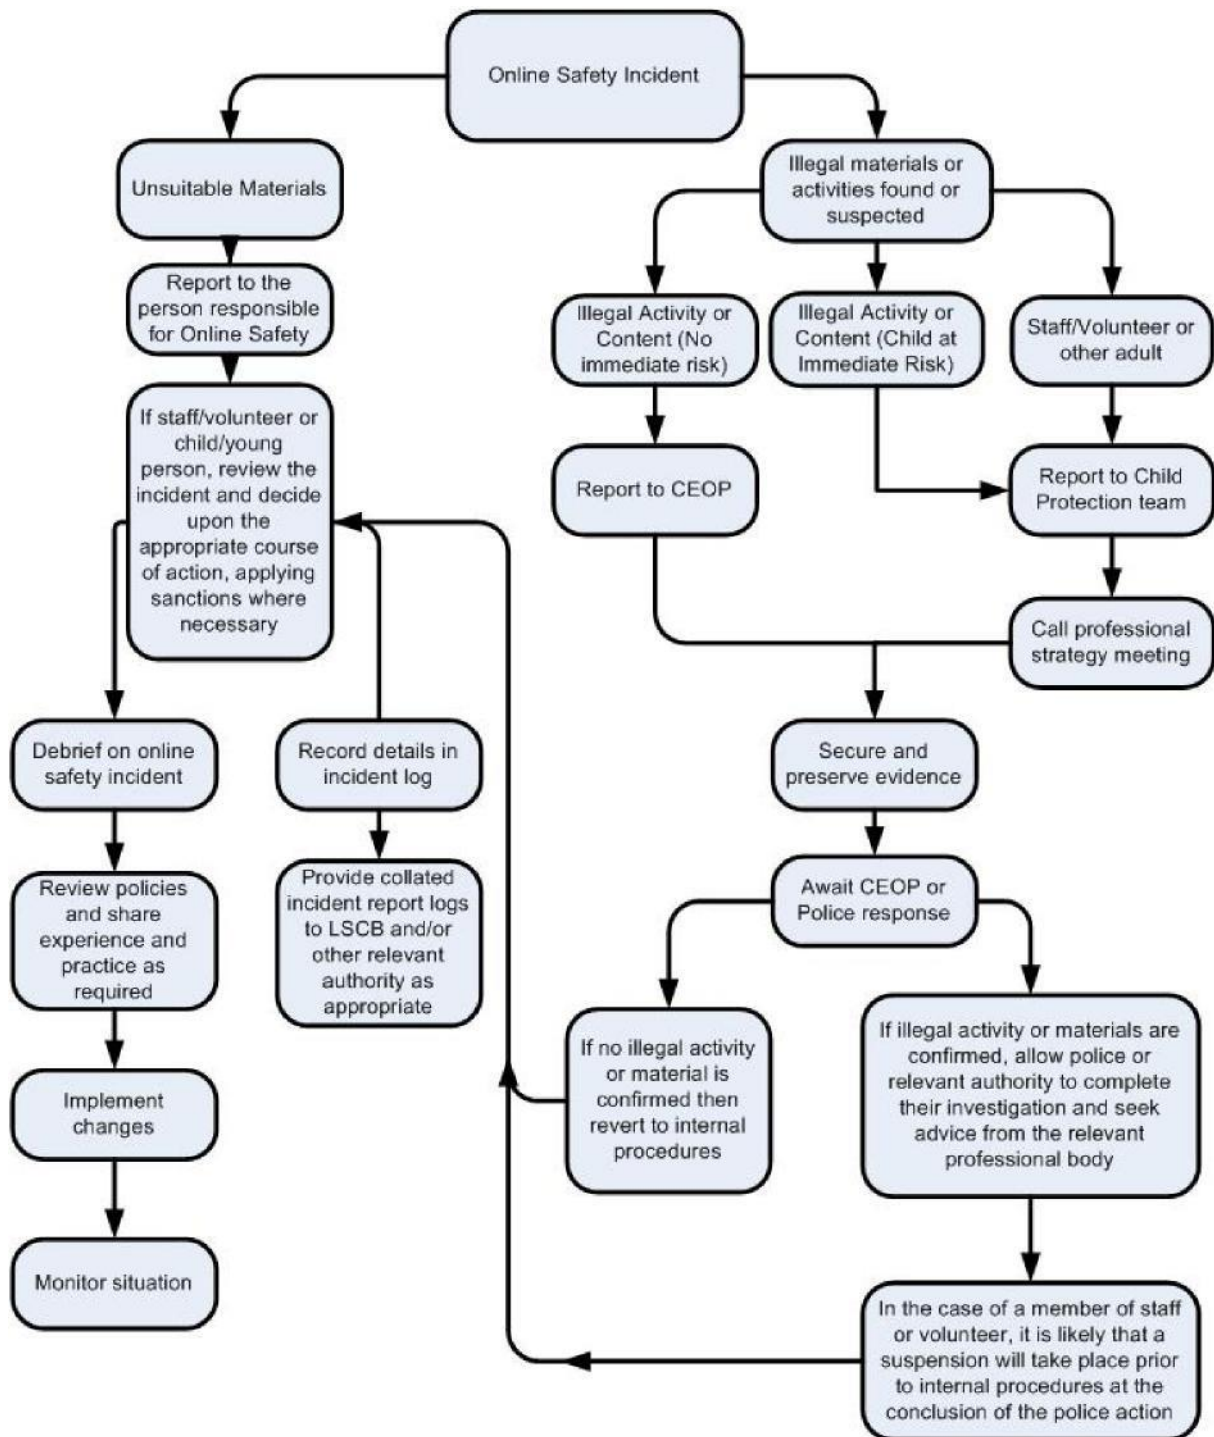 Online Safety Incident
Unsuitable Materials
Report to the
person responsible
for Online Safety
If staff/volunteer or
child/young
person, review the
incident and decide
upon the
appropriate course
of action, applying
sanctions where
necessary
Debrief on online
safety incident
Review policies
and share
experience and
practice as
required
Implement
changes
Monitor situation
Record details in
incident log
Provide collated
incident report logs
to LSCB and/or
other relevant
authority as
appropriate
Illegal materials or
activities found or
suspected
Illegal Activity or
Content (No
immediate risk)
Illegal Activity or
Content (Child at
Immediate Risk)
Staff/Volunteer or
other adult
Report to CEOP
Report to Child
Protection team
Call professional
strategy meeting
Secure and
preserve evidence
Await CEOP or
Police response
If no illegal activity
or material is
confirmed then
revert to internal
procedures
If illegal activity or materials are
confirmed, allow police or
relevant authority to complete
their investigation and seek
advice from the relevant
professional body
In the case of a member of staff
or volunteer, it is likely that a
suspension will take place prior
to internal procedures at the
conclusion of the police action